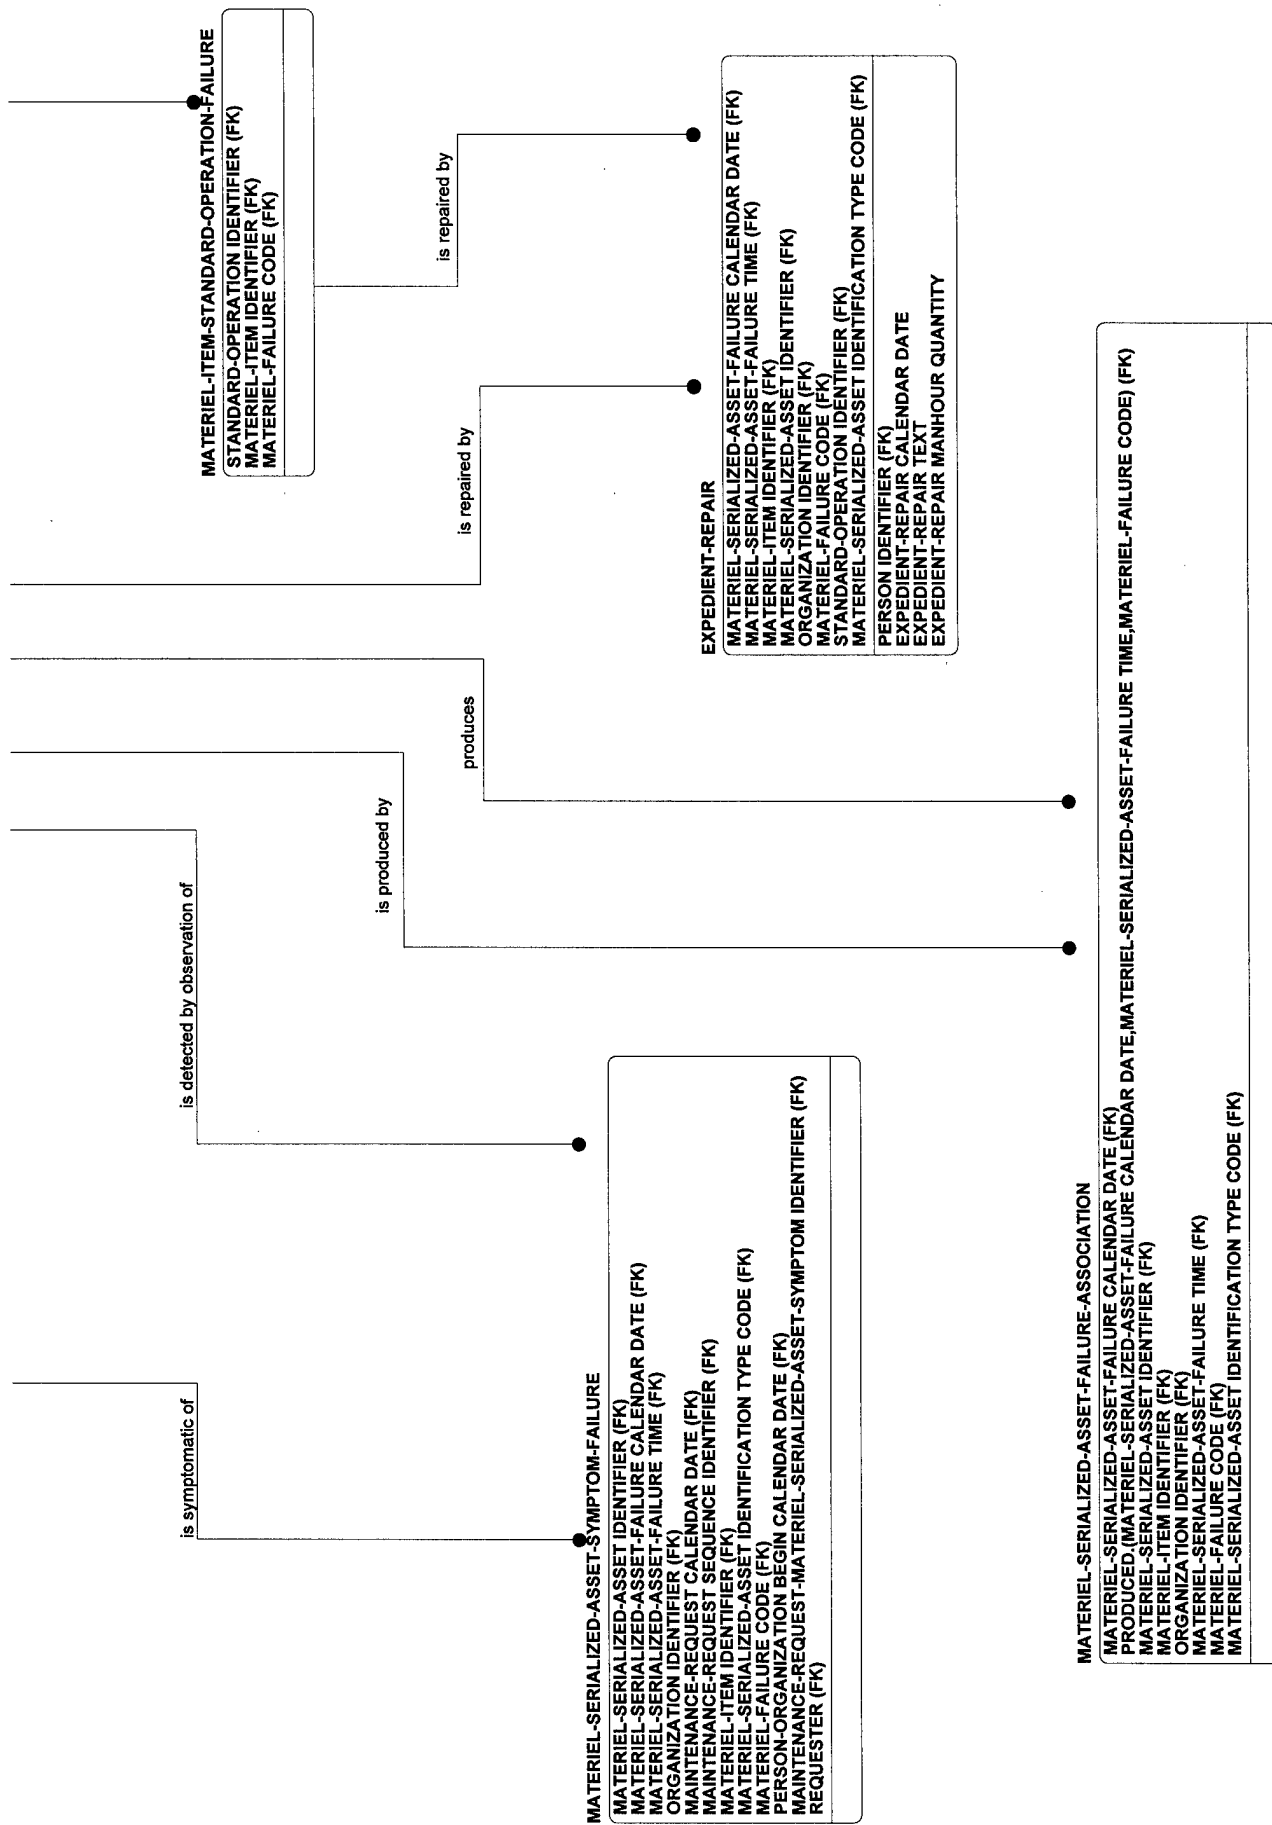 is symptomatic of
is detected by observation of
MATERIEL-SERIALIZED-ASSET-SYMPTOM-FAILURE
MATERIEL-SERIALIZED-ASSET IDENTIFIER (FK)
MATERIEL-SERIALIZED-ASSET-FAILURE CALENDAR DATE (FK)
MATERIEL-SERIALIZED-ASSET-FAILURE TIME (FK)
ORGANIZATION IDENTIFIER (FK)
MAINTENANCE-REQUEST CALENDAR DATE (FK)
MAINTENANCE-REQUEST SEQUENCE IDENTIFIER (FK)
MATERIEL-ITEM IDENTIFIER (FK)
MATERIEL-SERIALIZED-ASSET IDENTIFICATION TYPE CODE (FK)
MATERIEL-FAILURE CODE (FK)
PERSON-ORGANIZATION BEGIN CALENDAR DATE (FK)
MAINTENANCE-REQUEST-MATERIEL-SERIALIZED-ASSET-SYMPTOM IDENTIFIER (FK)
REQUESTER (FK)
is produced by
produces
is repaired by
is repaired by
MATERIEL-ITEM-STANDARD-OPERATION-FAILURE
STANDARD-OPERATION IDENTIFIER (FK)
MATERIEL-ITEM IDENTIFIER (FK)
MATERIEL-FAILURE CODE (FK)
EXPEDIENT-REPAIR
MATERIEL-SERIALIZED-ASSET-FAILURE CALENDAR DATE (FK)
MATERIEL-SERIALIZED-ASSET-FAILURE TIME (FK)
MATERIEL-ITEM IDENTIFIER (FK)
MATERIEL-SERIALIZED-ASSET IDENTIFIER (FK)
ORGANIZATION IDENTIFIER (FK)
MATERIEL-FAILURE CODE (FK)
STANDARD-OPERATION IDENTIFIER (FK)
MATERIEL-SERIALIZED-ASSET IDENTIFICATION TYPE CODE (FK)
PERSON IDENTIFIER (FK)
EXPEDIENT-REPAIR CALENDAR DATE
EXPEDIENT-REPAIR TEXT
EXPEDIENT-REPAIR MANHOUR QUANTITY
MATERIEL-SERIALIZED-ASSET-FAILURE-ASSOCIATION
MATERIEL-SERIALIZED-ASSET-FAILURE CALENDAR DATE (FK)
PRODUCED.(MATERIEL-SERIALIZED-ASSET-FAILURE CALENDAR DATE,MATERIEL-SERIALIZED-ASSET-FAILURE TIME,MATERIEL-FAILURE CODE) (FK)
MATERIEL-SERIALIZED-ASSET IDENTIFIER (FK)
MATERIEL-ITEM IDENTIFIER (FK)
ORGANIZATION IDENTIFIER (FK)
MATERIEL-SERIALIZED-ASSET-FAILURE TIME (FK)
MATERIEL-FAILURE CODE (FK)
MATERIEL-SERIALIZED-ASSET IDENTIFICATION TYPE CODE (FK)